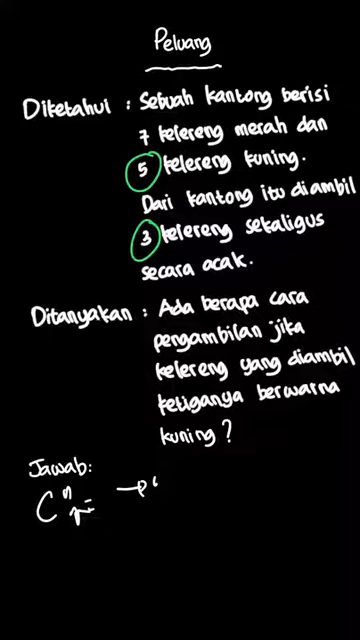 Peluang
Diketahui : Sebuah kantong berisi
7 kelereng merah dan
5 kelereng kuning.
Dari kantong itu diambil
3 kelereng sekaligus
secara acak.
Ditanyakan : Ada berapa cara
pengambilan jika
kelereng yang diambil
ketiganya berwarna
kuning?
Jawab:
C n r = →